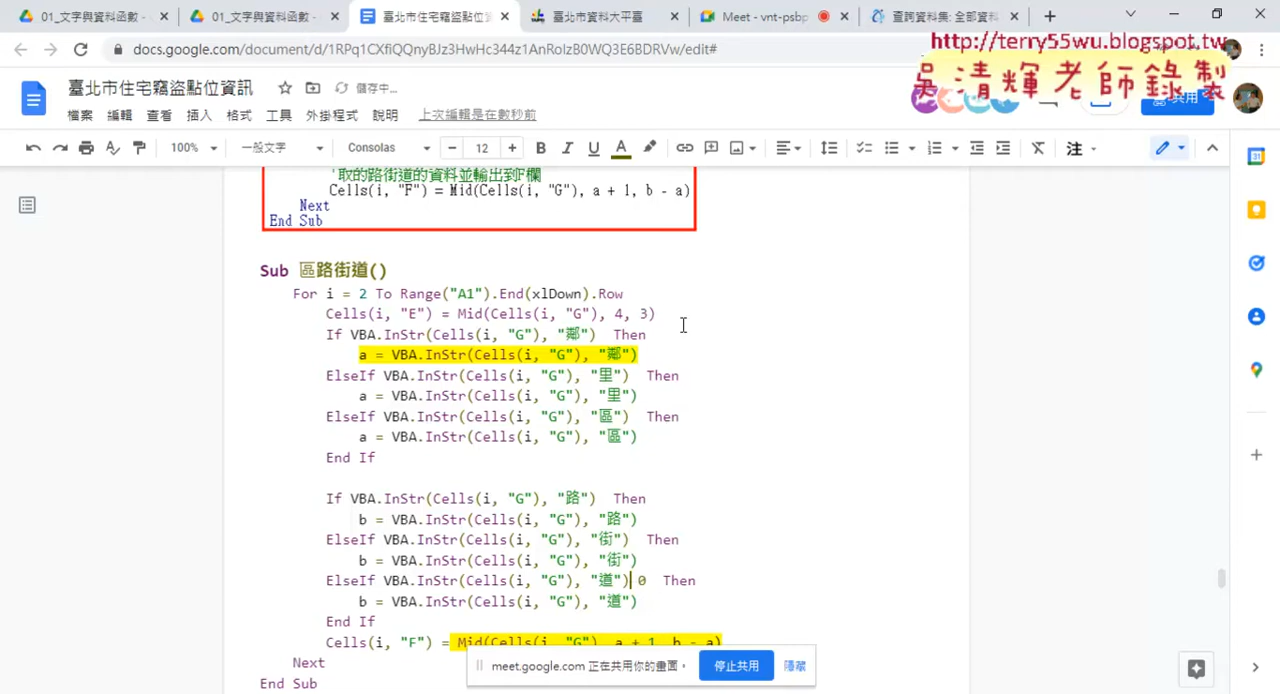 01_文字與資料函數 -
01_文字與資料函數 -
臺北市住宅竊盜點位資
臺北市資料大平臺
Meet - vnt-psbp
查詢資料集: 全部資料
docs.google.com/document/d/1RPq1CXfiQQnyBJz3HwHc344z1AnRoIzB0WQ3E6BDRVw/edit#
http://terry55wu.blogspot.tw
吳清輝老師錄製
臺北市住宅竊盜點位資訊
儲存中...
檔案 編輯 查看 插入 格式 工具 外掛程式 說明 上次編輯是在數秒前
共用
100% 一般文字 Consolas 12 B I U A 注
'取的路街道的資料並輸出到F欄
Cells(i, "F") = Mid(Cells(i, "G"), a + 1, b - a)
Next
End Sub
Sub 區路街道()
For i = 2 To Range("A1").End(xlDown).Row
Cells(i, "E") = Mid(Cells(i, "G"), 4, 3)
If VBA.InStr(Cells(i, "G"), "鄰") Then
a = VBA.InStr(Cells(i, "G"), "鄰")
ElseIf VBA.InStr(Cells(i, "G"), "里") Then
a = VBA.InStr(Cells(i, "G"), "里")
ElseIf VBA.InStr(Cells(i, "G"), "區") Then
a = VBA.InStr(Cells(i, "G"), "區")
End If
If VBA.InStr(Cells(i, "G"), "路") Then
b = VBA.InStr(Cells(i, "G"), "路")
ElseIf VBA.InStr(Cells(i, "G"), "街") Then
b = VBA.InStr(Cells(i, "G"), "街")
ElseIf VBA.InStr(Cells(i, "G"), "道") 0 Then
b = VBA.InStr(Cells(i, "G"), "道")
End If
Cells(i, "F") = Mid(Cells(i, "G"), a + 1, b - a)
Next
End Sub
meet.google.com 正在共用你的畫面。 停止共用 隱藏